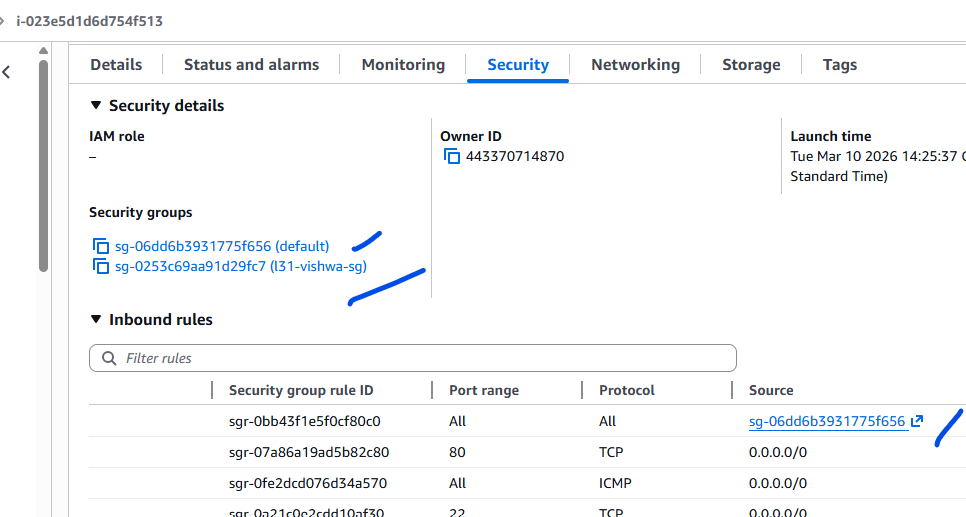 i-023e5d1d6d754f513
Details Status and alarms Monitoring Security Networking Storage Tags
Security details
IAM role
–
Owner ID
443370714870
Launch time
Tue Mar 10 2026 14:25:37
Standard Time)
Security groups
sg-06dd6b3931775f656 (default)
sg-0253c69aa91d29fc7 (l31-vishwa-sg)
Inbound rules
Filter rules
Security group rule ID Port range Protocol Source
sgr-0bb43f1e5f0cf80c0 All All sg-06dd6b3931775f656
sgr-07a86a19ad5b82c80 80 TCP 0.0.0.0/0
sgr-0fe2dcd076d34a570 All ICMP 0.0.0.0/0
sgr-0a21c0e2cdd10af30 22 TCP 0.0.0.0/0